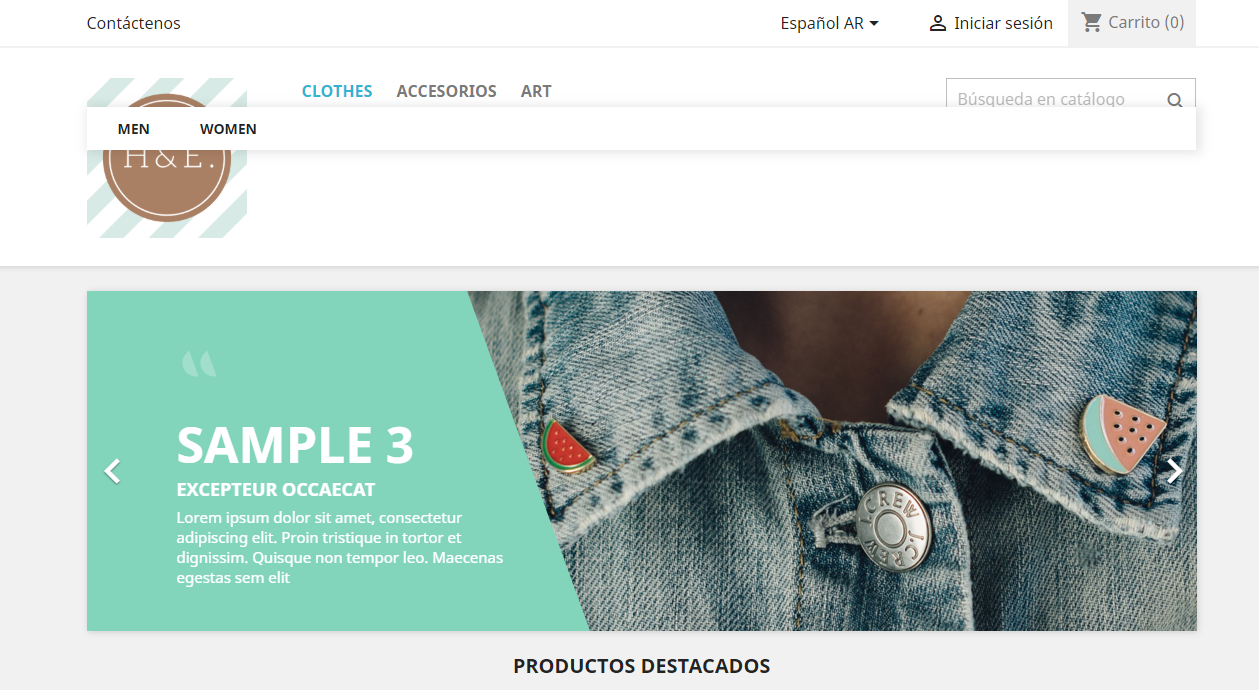 Contáctenos
Español AR
Iniciar sesión
Carrito (0)
CLOTHES
ACCESORIOS
ART
Búsqueda en catálogo
MEN
WOMEN
H & E.
“
SAMPLE 3
EXCEPTEUR OCCAECAT
Lorem ipsum dolor sit amet, consectetur
adipiscing elit. Proin tristique in tortor et
dignissim. Quisque non tempor leo. Maecenas
egestas sem elit
J.CREW J.CREW
PRODUCTOS DESTACADOS